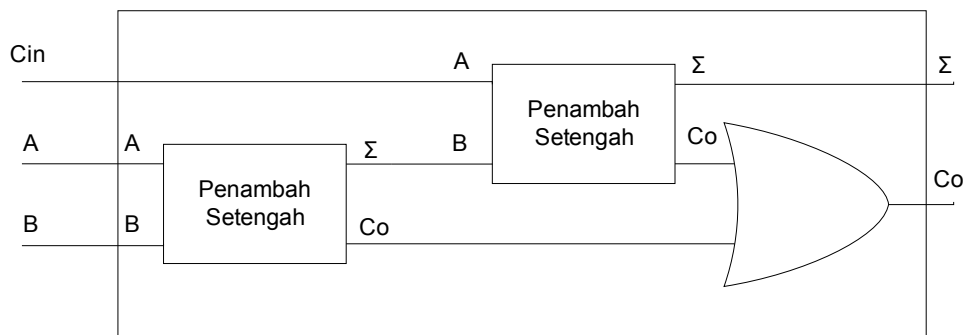 Cin
A
Σ
Σ
Penambah
Setengah
A
A
Σ
B
Co
Penambah
Setengah
Co
B
B
Co